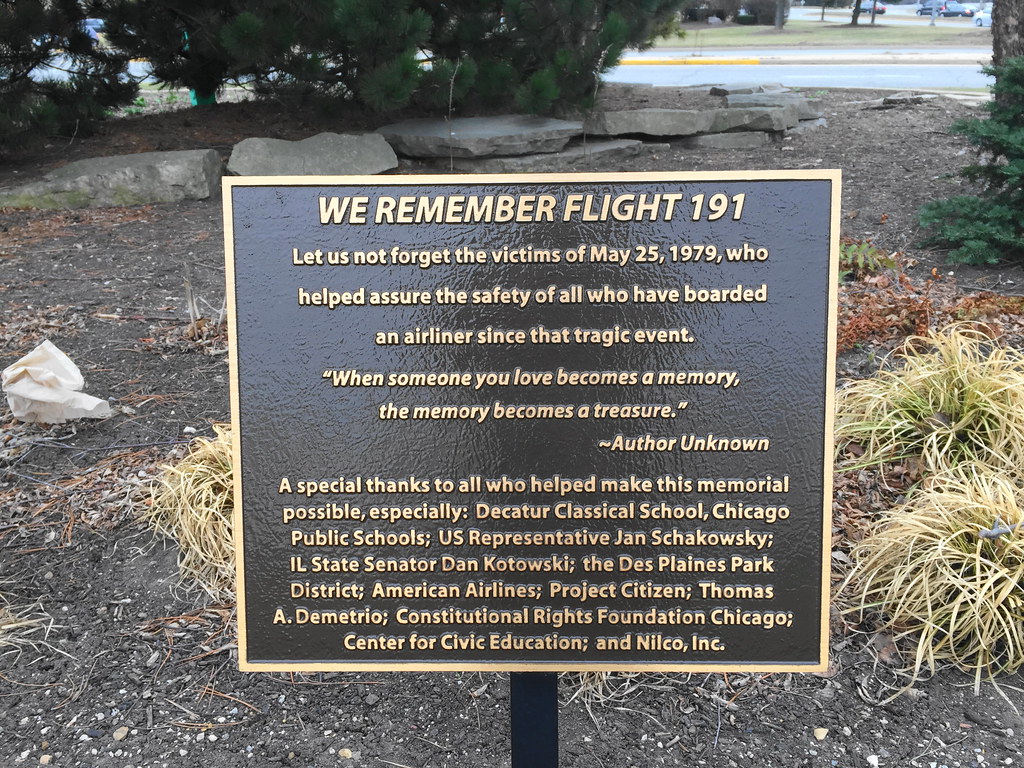 WE REMEMBER FLIGHT 191
Let us not forget the victims of May 25, 1979, who
helped assure the safety of all who have boarded
an airliner since that tragic event.
“When someone you love becomes a memory,
the memory becomes a treasure.”
~Author Unknown
A special thanks to all who helped make this memorial
possible, especially: Decatur Classical School, Chicago
Public Schools; US Representative Jan Schakowsky;
IL State Senator Dan Kotowski; the Des Plaines Park
District; American Airlines; Project Citizen; Thomas
A. Demetrio; Constitutional Rights Foundation Chicago;
Center for Civic Education; and Nilco, Inc.